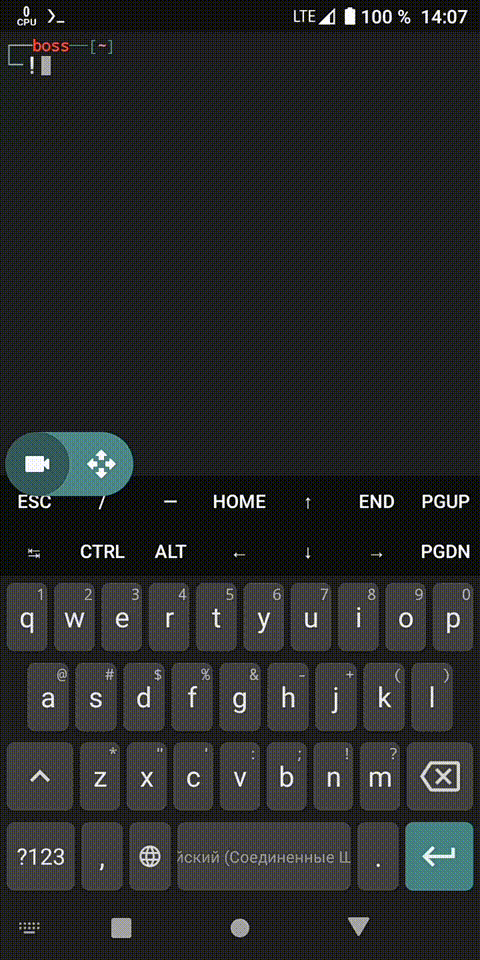 0
CPU
LTE 100 % 14:07
boss [~]
!
ESC / — HOME ↑ END PGUP
↹ CTRL ALT ← ↓ → PGDN
1 2 3 4 5 6 7 8 9 0
q w e r t y u i o p
@ # $ % & - + ( )
a s d f g h j k l
* " ' : ; ! ?
z x c v b n m
?123 , йский (Соединенные Ш .